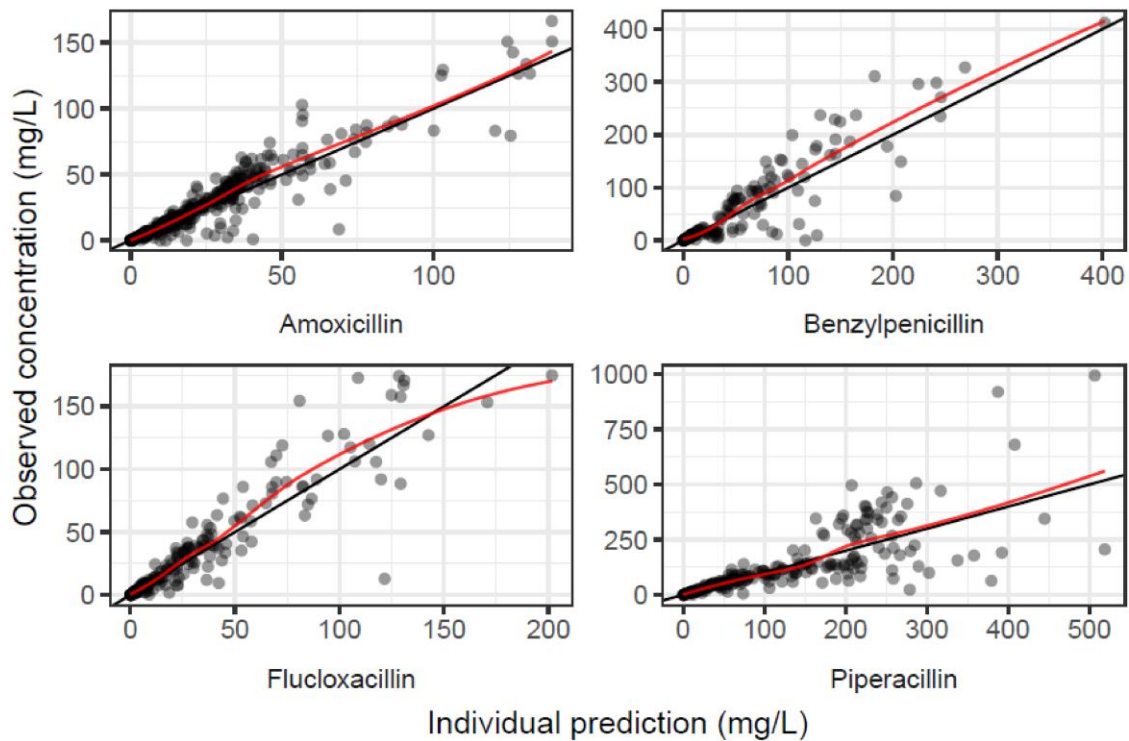 Observed concentration (mg/L)
150
100
50
0
0 50 100
Amoxicillin
400
300
200
100
0
0 100 200 300 400
Benzylpenicillin
150
100
50
0
0 50 100 150 200
Flucloxacillin
1000
750
500
250
0
0 100 200 300 400 500
Piperacillin
Individual prediction (mg/L)